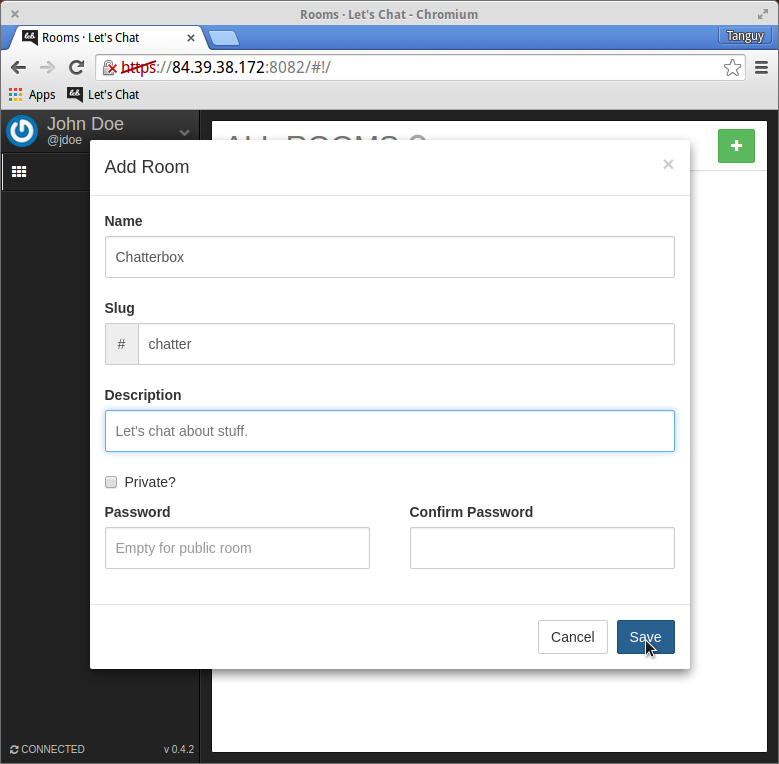 Rooms · Let's Chat - Chromium
Rooms · Let's Chat
Tanguy
https://84.39.38.172:8082/#!/
Apps
Let's Chat
John Doe
@jdoe
ALL ROOMS
Add Room
Name
Chatterbox
Slug
# chatter
Description
Let's chat about stuff.
Private?
Password
Confirm Password
Empty for public room
Cancel
Save
CONNECTED
v 0.4.2